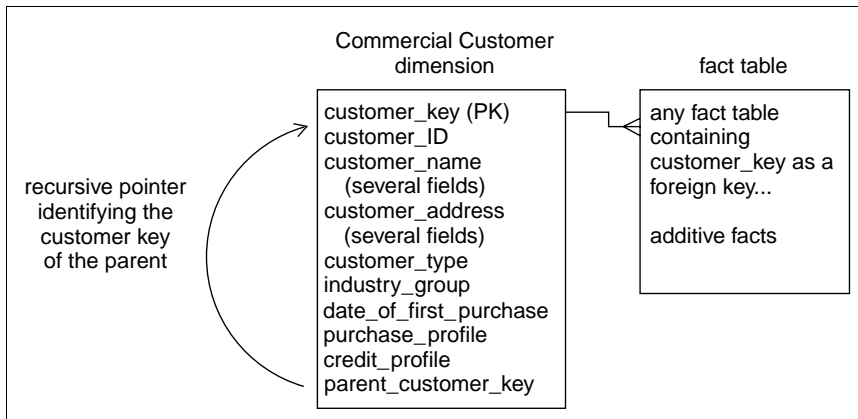 Commercial Customer
dimension
fact table
recursive pointer
identifying the
customer key
of the parent
customer_key (PK)
customer_ID
customer_name
(several fields)
customer_address
(several fields)
customer_type
industry_group
date_of_first_purchase
purchase_profile
credit_profile
parent_customer_key
any fact table
containing
customer_key as a
foreign key...
additive facts